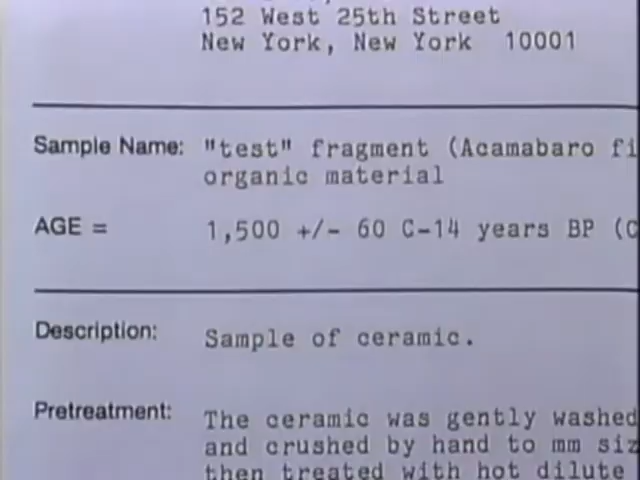 152 West 25th Street
New York, New York 10001
Sample Name: "test" fragment (Acamabaro fi
organic material
AGE = 1,500 +/- 60 C-14 years BP (C
Description: Sample of ceramic.
Pretreatment: The ceramic was gently washed
and crushed by hand to mm siz
then treated with hot dilute